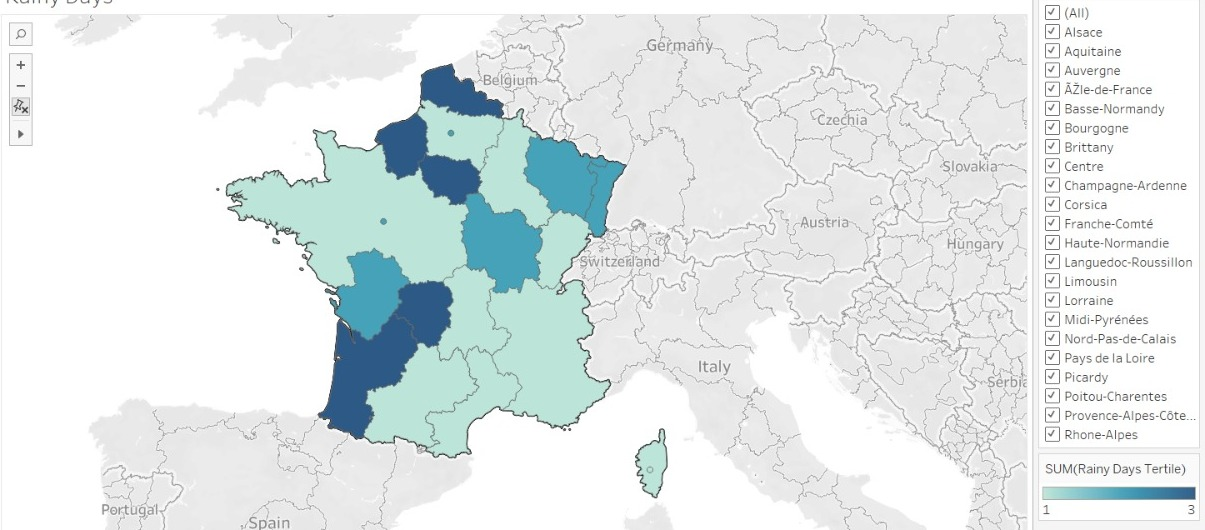 Rainy Days
Germany
Belgium
Czechia
Slovakia
Austria
Hungary
Switzerland
Italy
Serbia
Portugal
Spain
(All)
Alsace
Aquitaine
Auvergne
ÃŽle-de-France
Basse-Normandy
Bourgogne
Brittany
Centre
Champagne-Ardenne
Corsica
Franche-Comté
Haute-Normandie
Languedoc-Roussillon
Limousin
Lorraine
Midi-Pyrénées
Nord-Pas-de-Calais
Pays de la Loire
Picardy
Poitou-Charentes
Provence-Alpes-Côte...
Rhone-Alpes
SUM(Rainy Days Tertile)
1 3